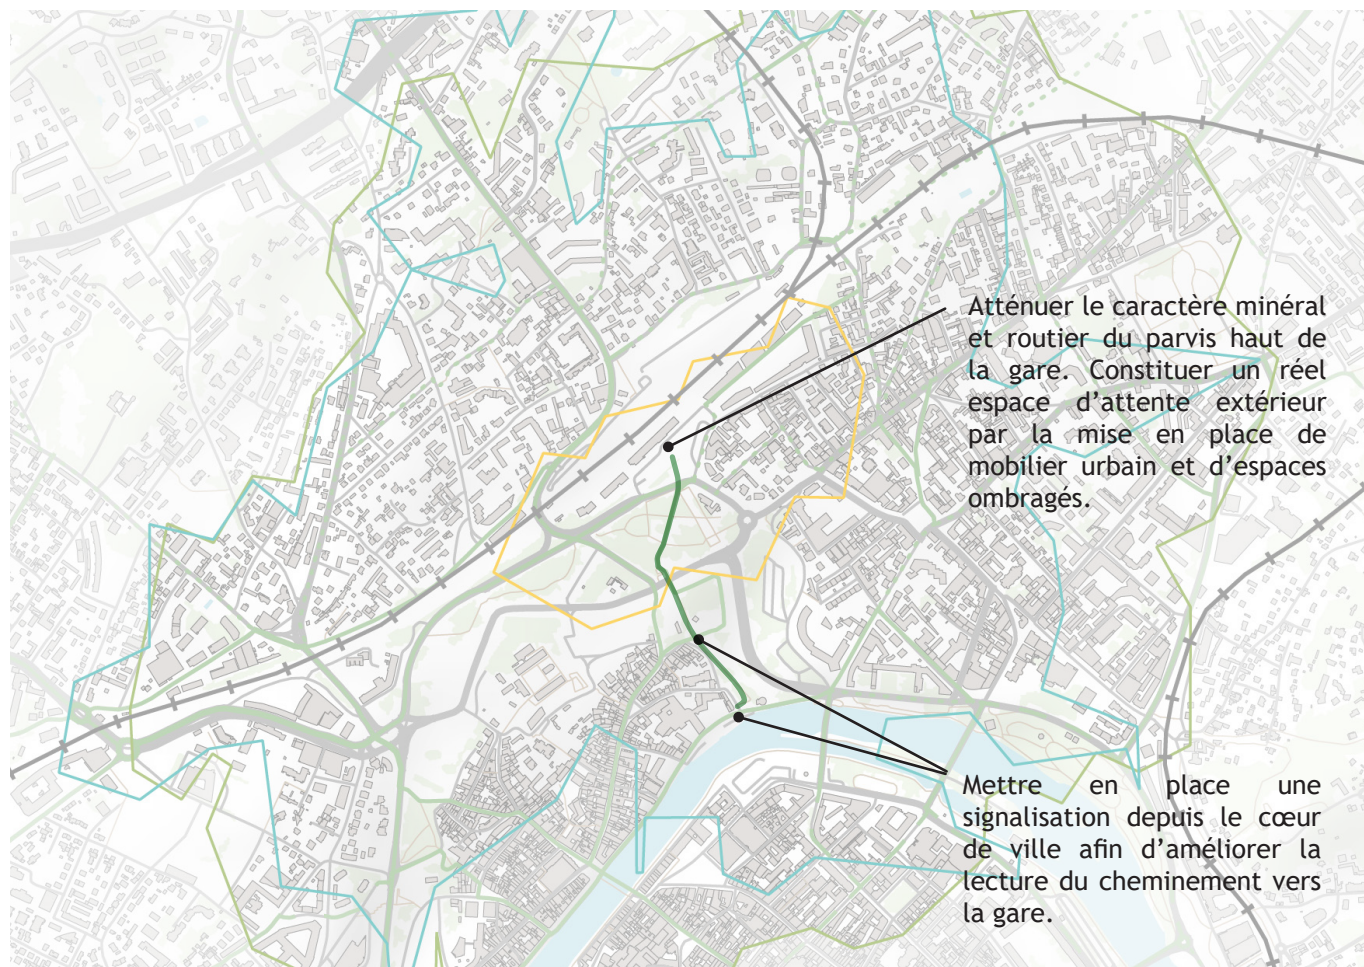 Atténuer le caractère minéral
et routier du parvis haut de
la gare. Constituer un réel
espace d’attente extérieur
par la mise en place de
mobilier urbain et d’espaces
ombragés.
Mettre en place une
signalisation depuis le cœur
de ville afin d’améliorer la
lecture du cheminement vers
la gare.